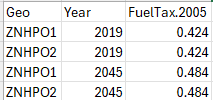 Geo Year FuelTax.2005
ZNHPO1 2019 0.424
ZNHPO2 2019 0.424
ZNHPO1 2045 0.484
ZNHPO2 2045 0.484